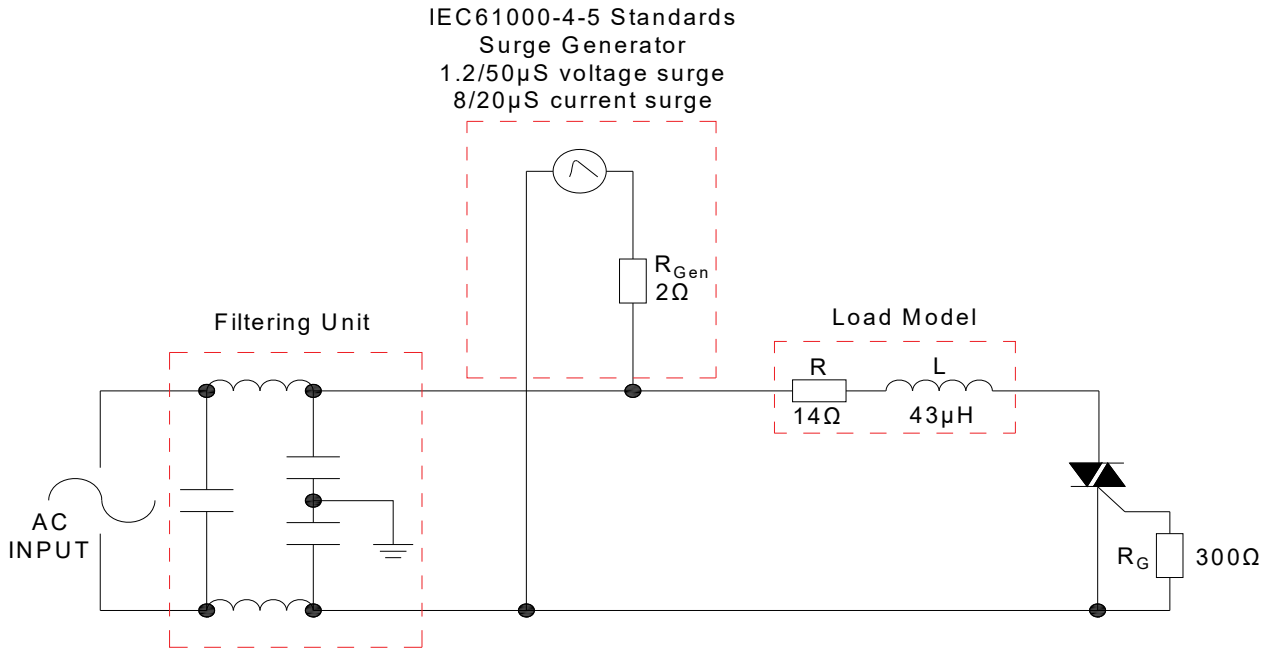 IEC61000-4-5 Standards
Surge Generator
1.2/50µS voltage surge
8/20µS current surge
RGen
2Ω
Filtering Unit
Load Model
R
L
14Ω
43µH
AC
INPUT
RG
300Ω